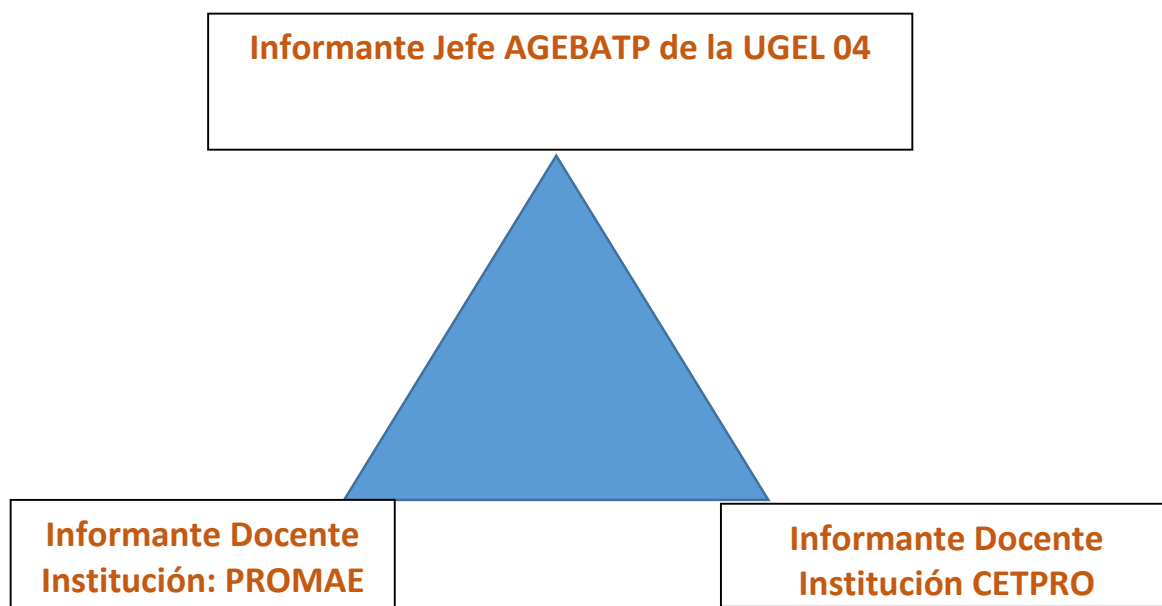 Informante Jefe AGEBATP de la UGEL 04
Informante Docente
Institución: PROMAE
Informante Docente
Institución CETPRO